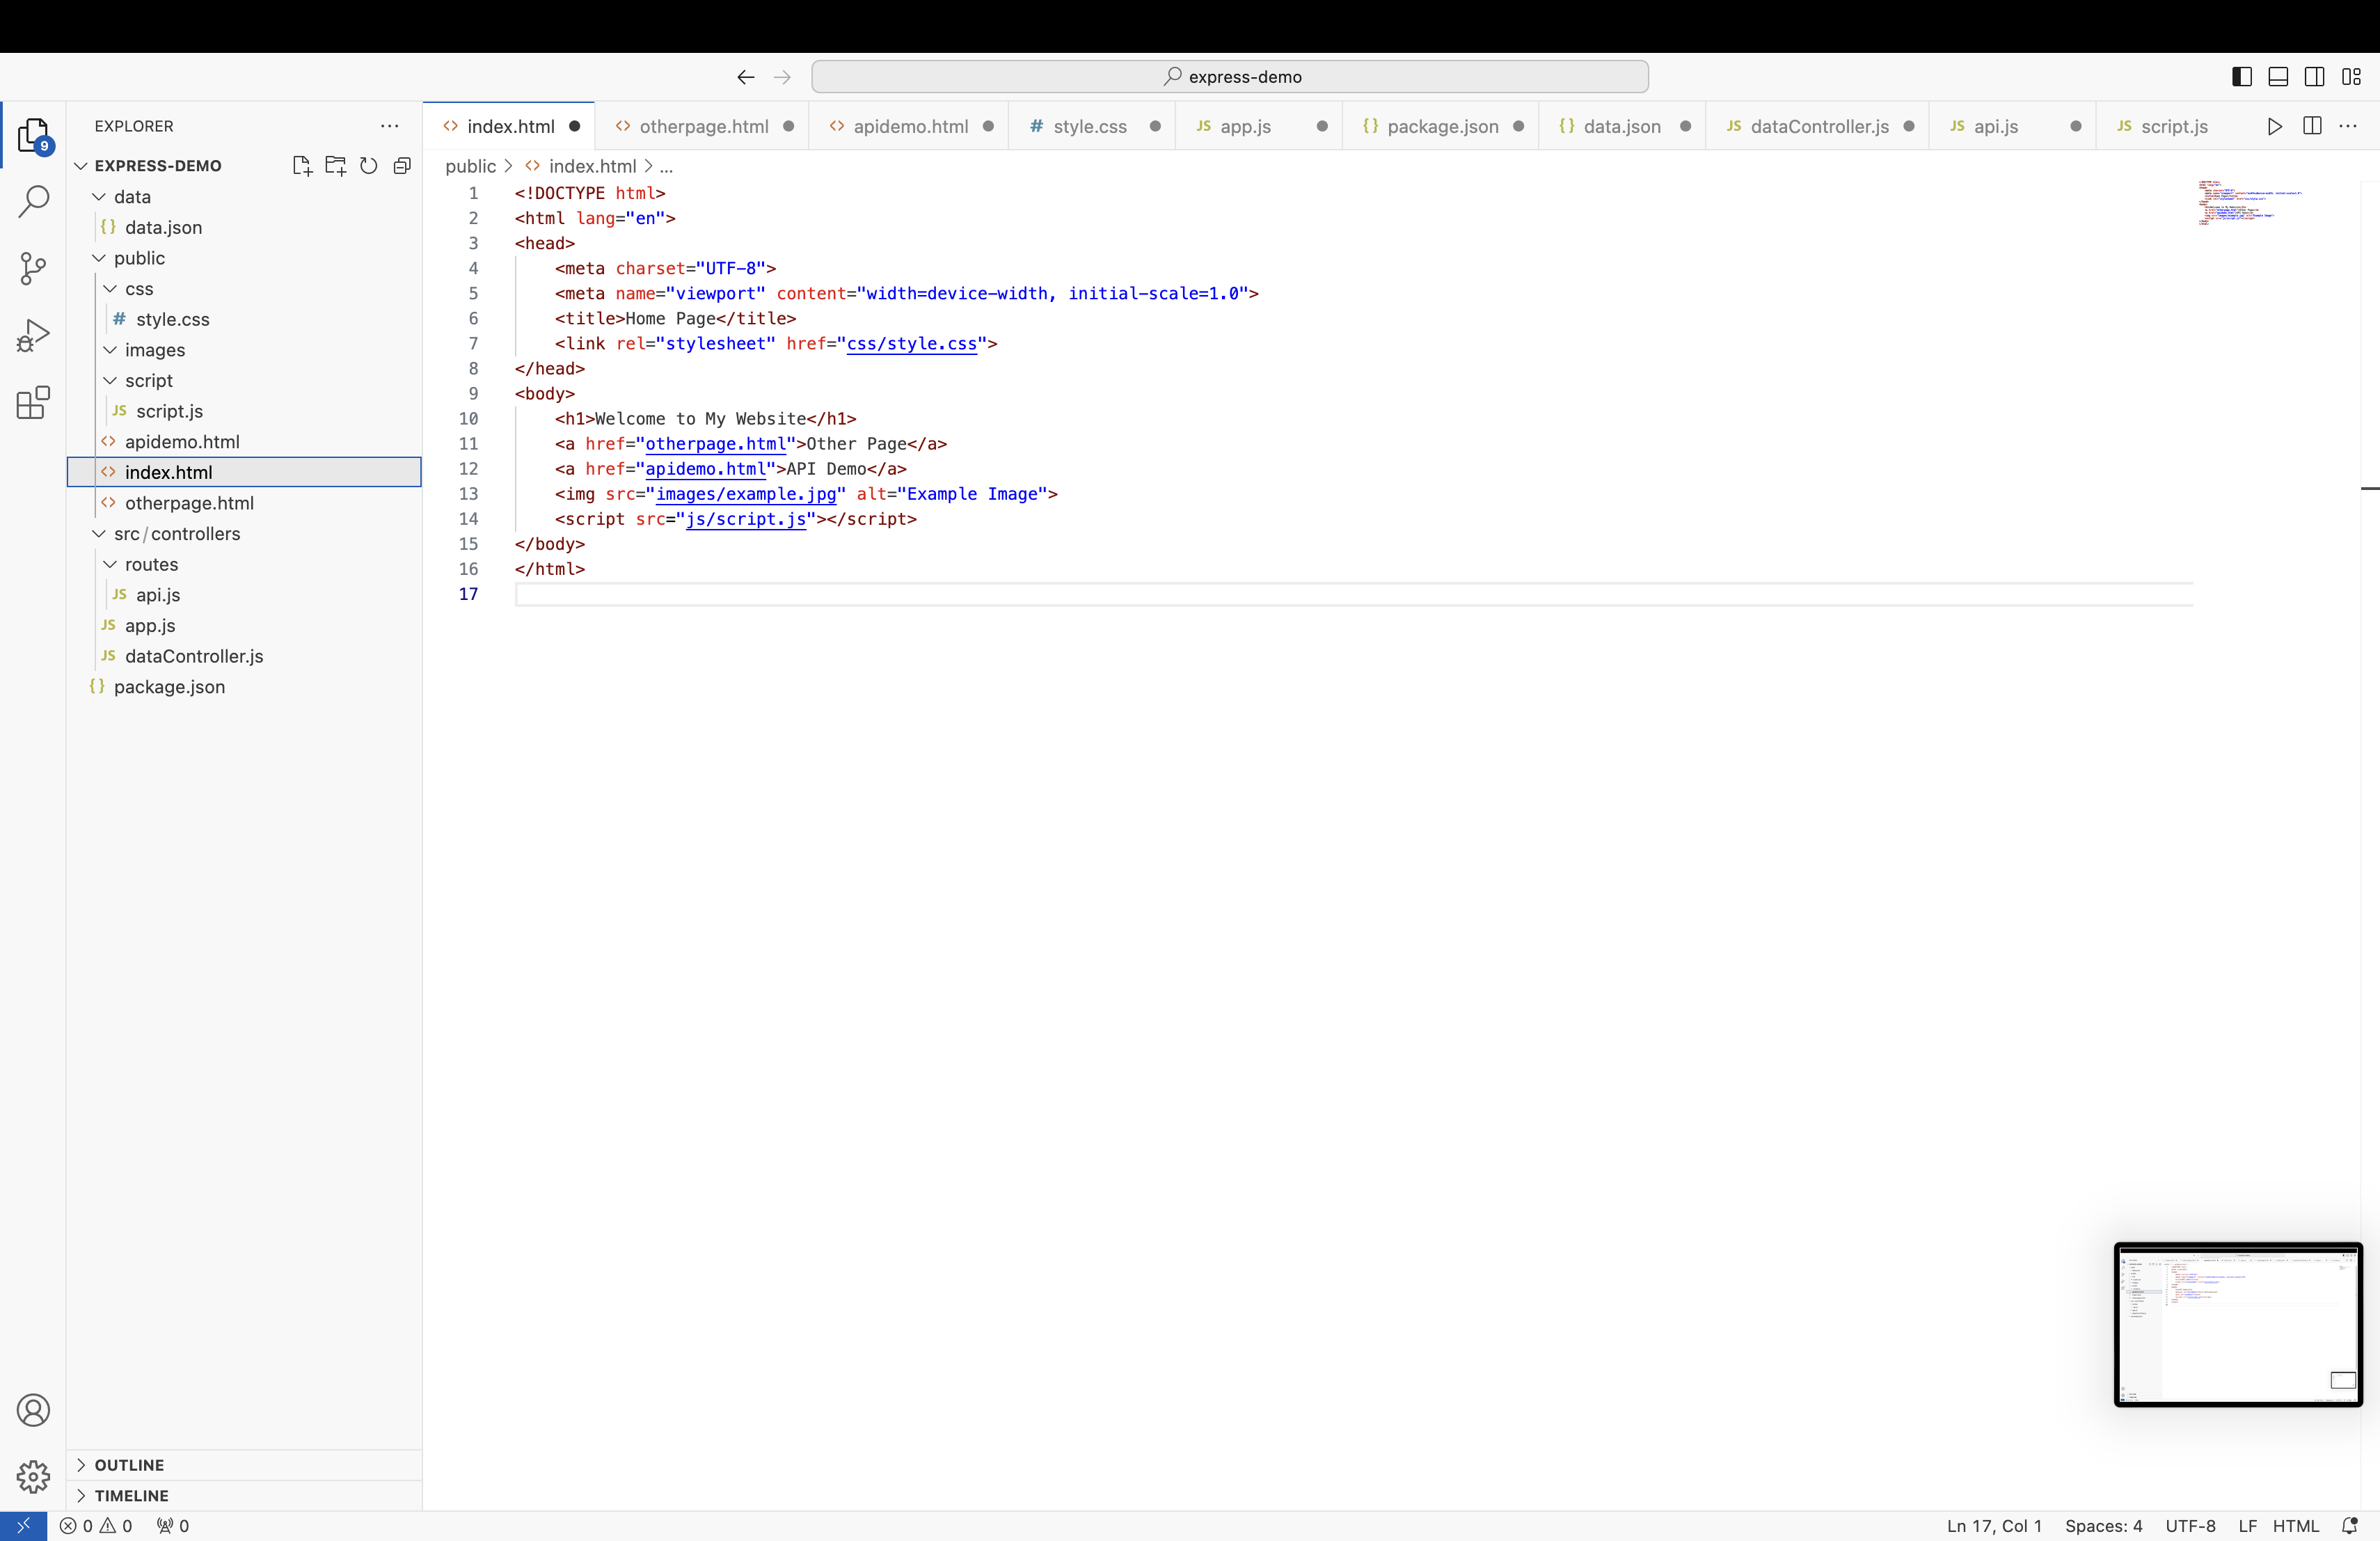 express-demo
EXPLORER
index.html
otherpage.html
apidemo.html
# style.css
JS app.js
{} package.json
{} data.json
JS dataController.js
JS api.js
JS script.js
9
EXPRESS-DEMO
data
{} data.json
public
css
# style.css
images
script
JS script.js
apidemo.html
index.html
otherpage.html
src/controllers
routes
JS api.js
JS app.js
JS dataController.js
{} package.json
OUTLINE
TIMELINE
public > <> index.html > ...
1 <!DOCTYPE html>
2 <html lang="en">
3 <head>
4     <meta charset="UTF-8">
5     <meta name="viewport" content="width=device-width, initial-scale=1.0">
6     <title>Home Page</title>
7     <link rel="stylesheet" href="css/style.css">
8 </head>
9 <body>
10     <h1>Welcome to My Website</h1>
11     <a href="otherpage.html">Other Page</a>
12     <a href="apidemo.html">API Demo</a>
13     <img src="images/example.jpg" alt="Example Image">
14     <script src="js/script.js"></script>
15 </body>
16 </html>
17
0 0 0
Ln 17, Col 1 Spaces: 4 UTF-8 LF HTML